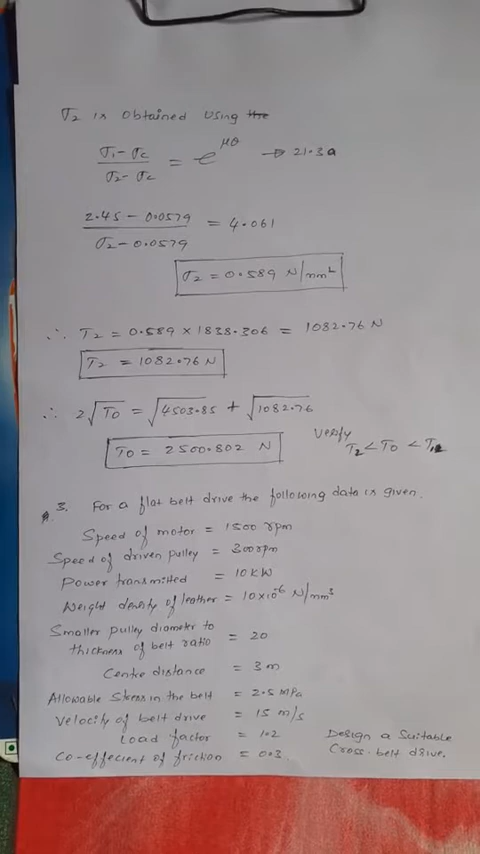 σ₂ is obtained using the
(σ₁ - σc) / (σ₂ - σc) = e^μθ → 21.3a
(2.45 - 0.0579) / (σ₂ - 0.0579) = 4.061
σ₂ = 0.589 N/mm²
∴ T₂ = 0.589 × 1838.306 = 1082.76 N
T₂ = 1082.76 N
∴ 2√T₀ = √4503.85 + √1082.76
T₀ = 2500.802 N
Verify
T₂ < T₀ < T₁
3. For a flat belt drive the following data is given.
Speed of motor = 1500 rpm
Speed of driven pulley = 300rpm
Power transmitted = 10 kW
Weight density of leather = 10×10⁻⁶ N/mm³
Smaller pulley diameter to
thickness of belt ratio = 20
Centre distance = 3m
Allowable Stress in the belt = 2.5 MPa
Velocity of belt drive = 15 m/s
Load factor = 1.2
Co-effecient of friction = 0.3
Design a Suitable
Cross-belt drive.